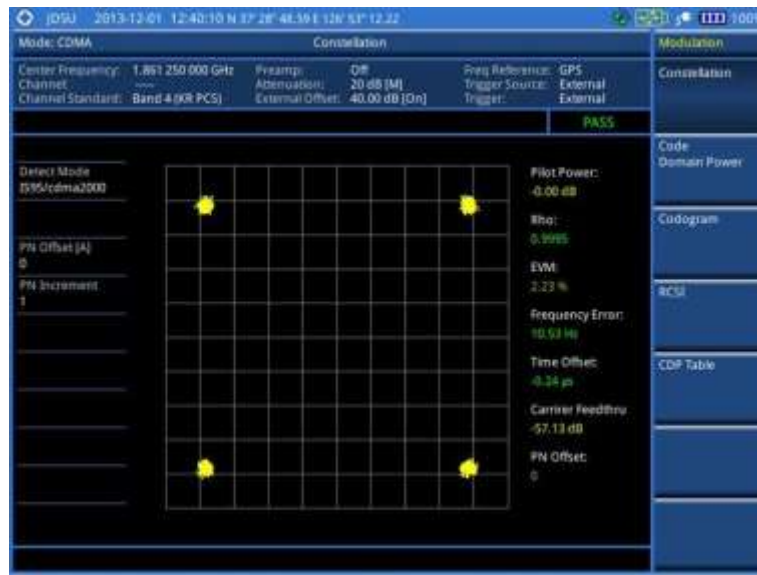 JDSU 2013-12-01 12:40:10 N 37° 28' 48.59 E 126° 53' 12.22 100%
Mode: CDMA
Constellation
Modulation
Center Frequency: 1.861 250 000 GHz
Channel: ----
Channel Standard: Band 4 (KR PCS)
Preamp: Off
Attenuation: 20 dB [M]
External Offset: 40.00 dB [On]
Freq Reference: GPS
Trigger Source: External
Trigger: External
PASS
Detect Mode
IS95/cdma2000
PN Offset [A]
0
PN Increment
1
Pilot Power:
-0.00 dB
Rho:
0.9995
EVM:
2.23 %
Frequency Error:
10.53 Hz
Time Offset:
-0.24 µs
Carrier Feedthru
-57.13 dB
PN Offset:
0
Constellation
Code
Domain Power
Codogram
RCSI
CDP Table